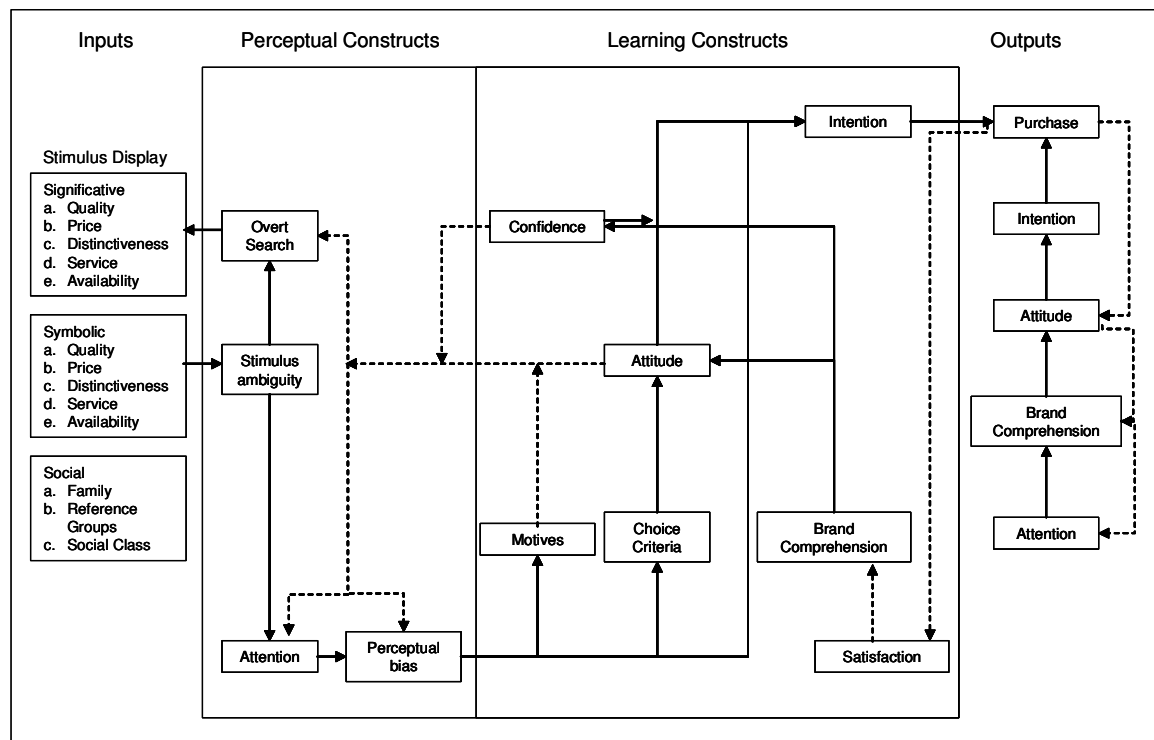 Inputs
Perceptual Constructs
Learning Constructs
Outputs
Stimulus Display
Significative
a. Quality
b. Price
c. Distinctiveness
d. Service
e. Availability
Symbolic
a. Quality
b. Price
c. Distinctiveness
d. Service
e. Availability
Social
a. Family
b. Reference
Groups
c. Social Class
Overt
Search
Stimulus
ambiguity
Attention
Perceptual
bias
Confidence
Attitude
Motives
Choice
Criteria
Intention
Brand
Comprehension
Satisfaction
Purchase
Intention
Attitude
Brand
Comprehension
Attention